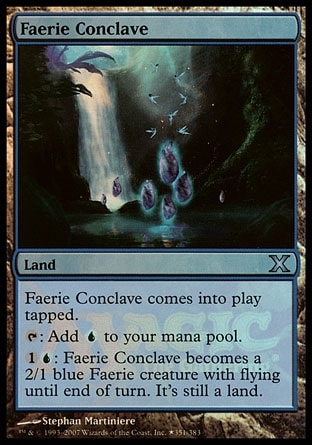 Faerie Conclave
Land
Faerie Conclave comes into play
tapped.
: Add to your mana pool.
1 : Faerie Conclave becomes a
2/1 blue Faerie creature with flying
until end of turn. It's still a land.
Stephan Martiniere
™ & © 1993-2007 Wizards of the Coast, Inc. ★351/383